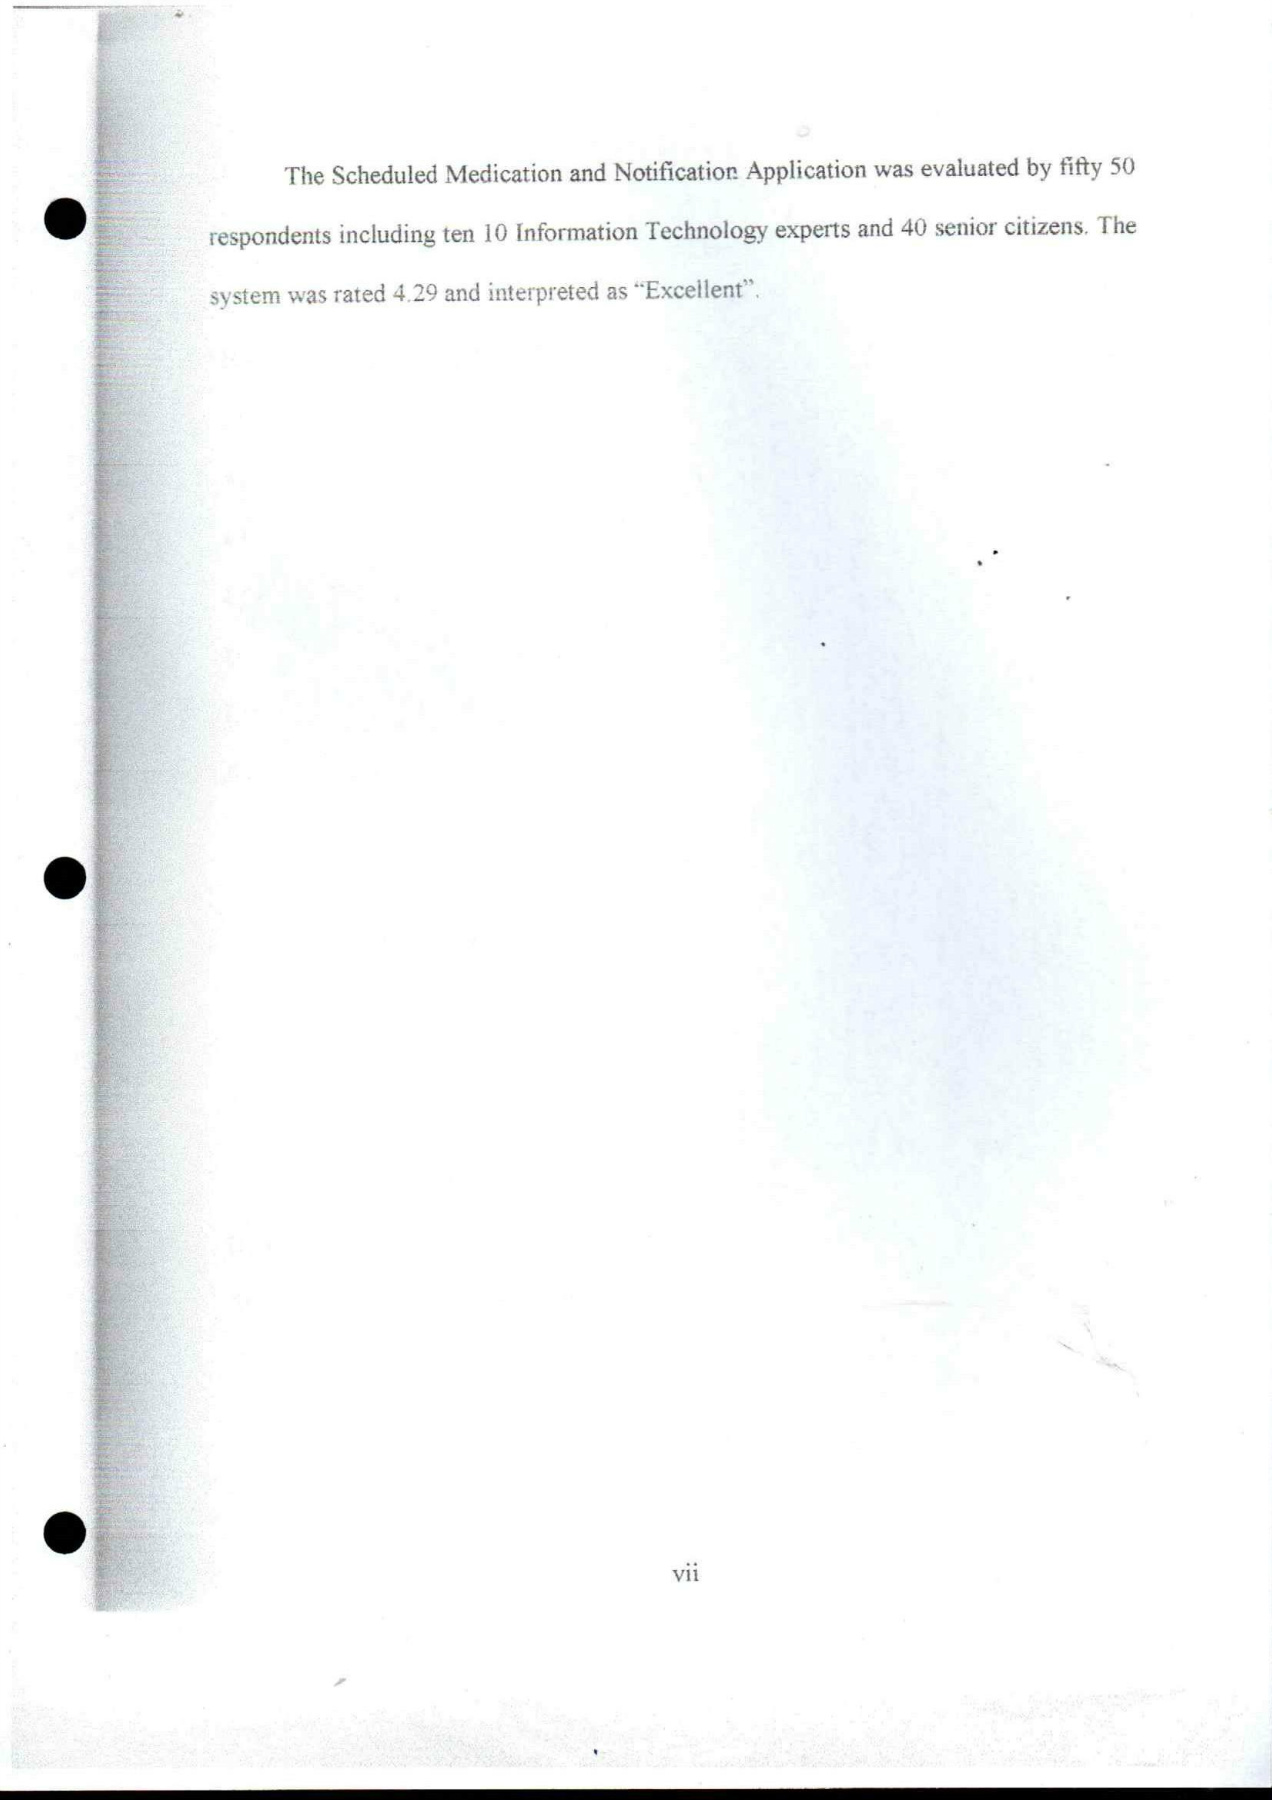 The Scheduled Medication and Notification Application was evaluated by fifty 50
respondents including ten 10 Information Technology experts and 40 senior citizens. The
system was rated 4.29 and interpreted as “Excellent”.
vii